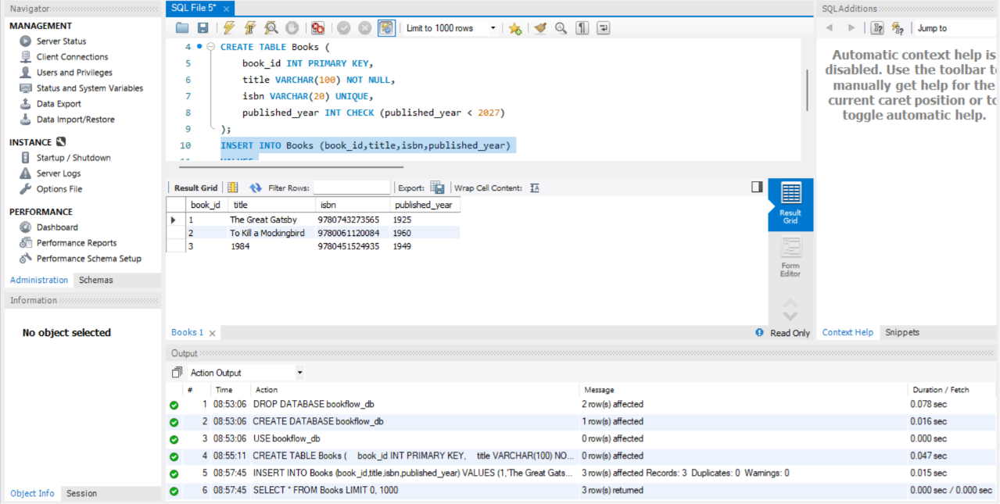 Navigator
MANAGEMENT
Server Status
Client Connections
Users and Privileges
Status and System Variables
Data Export
Data Import/Restore
INSTANCE
Startup / Shutdown
Server Logs
Options File
PERFORMANCE
Dashboard
Performance Reports
Performance Schema Setup
Administration Schemas
Information
No object selected
Object Info Session
SQL File 5*
Limit to 1000 rows
4 CREATE TABLE Books (
5 book_id INT PRIMARY KEY,
6 title VARCHAR(100) NOT NULL,
7 isbn VARCHAR(20) UNIQUE,
8 published_year INT CHECK (published_year < 2027)
9 );
10 INSERT INTO Books (book_id,title,isbn,published_year)
Result Grid Filter Rows: Export: Wrap Cell Content:
book_id title isbn published_year
1 The Great Gatsby 9780743273565 1925
2 To Kill a Mockingbird 9780061120084 1960
3 1984 9780451524935 1949
Result
Grid
Form
Editor
Books 1
Read Only
SQLAdditions
Jump to
Automatic context help is
disabled. Use the toolbar to
manually get help for the
current caret position or to
toggle automatic help.
Context Help Snippets
Output
Action Output
# Time Action Message Duration / Fetch
1 08:53:06 DROP DATABASE bookflow_db 2 row(s) affected 0.078 sec
2 08:53:06 CREATE DATABASE bookflow_db 1 row(s) affected 0.016 sec
3 08:53:06 USE bookflow_db 0 row(s) affected 0.000 sec
4 08:55:11 CREATE TABLE Books ( book_id INT PRIMARY KEY, title VARCHAR(100) NO... 0 row(s) affected 0.047 sec
5 08:57:45 INSERT INTO Books (book_id,title,isbn,published_year) VALUES (1,'The Great Gats... 3 row(s) affected Records: 3 Duplicates: 0 Warnings: 0 0.015 sec
6 08:57:45 SELECT * FROM Books LIMIT 0, 1000 3 row(s) returned 0.000 sec / 0.000 sec